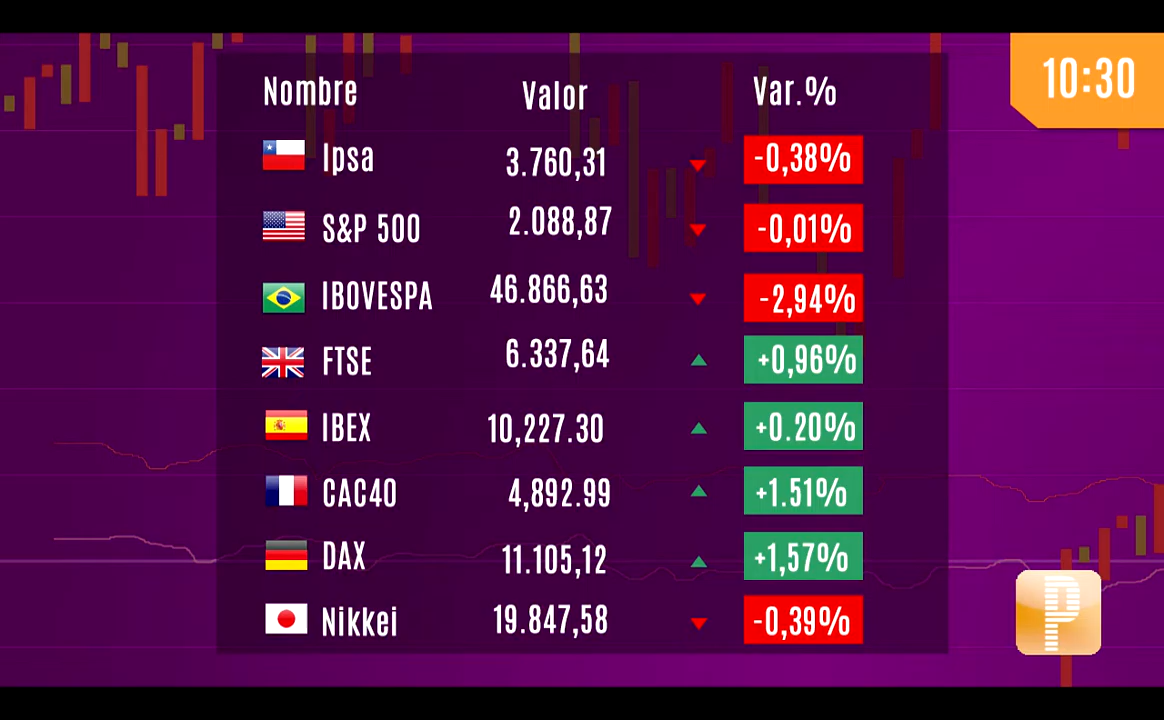 Nombre Valor Var.%
10:30
Ipsa 3.760,31 -0,38%
S&P 500 2.088,87 -0,01%
IBOVESPA 46.866,63 -2,94%
FTSE 6.337,64 +0,96%
IBEX 10,227.30 +0.20%
CAC40 4,892.99 +1.51%
DAX 11.105,12 +1,57%
Nikkei 19.847,58 -0,39%
P